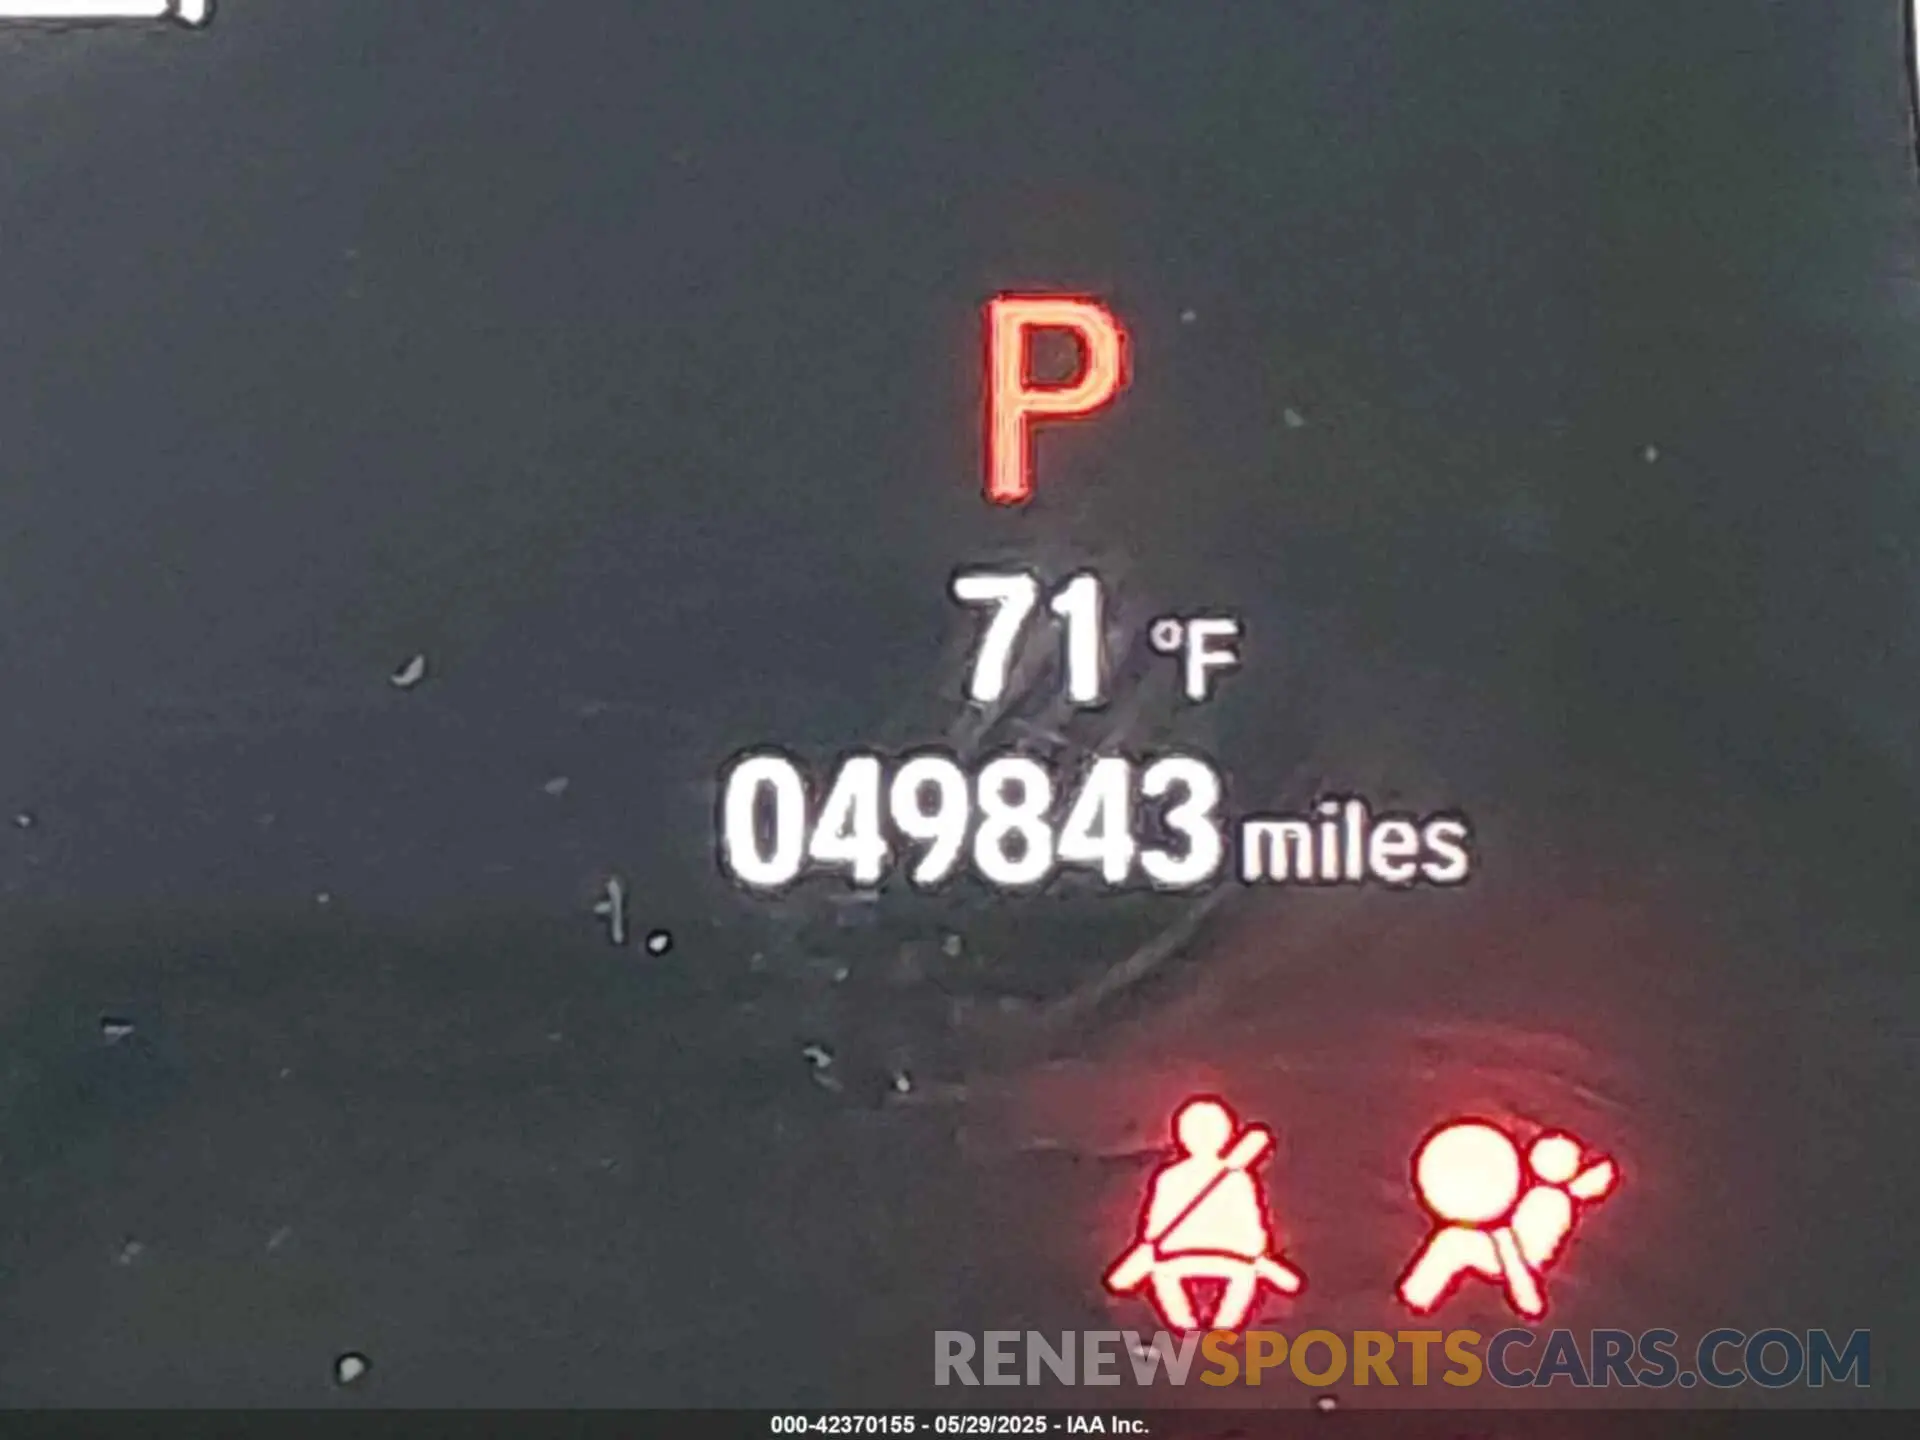 P
71 °F
049843 miles
RENEWSPORTSCARS.COM
000-42370155 - 05/29/2025 - IAA Inc.